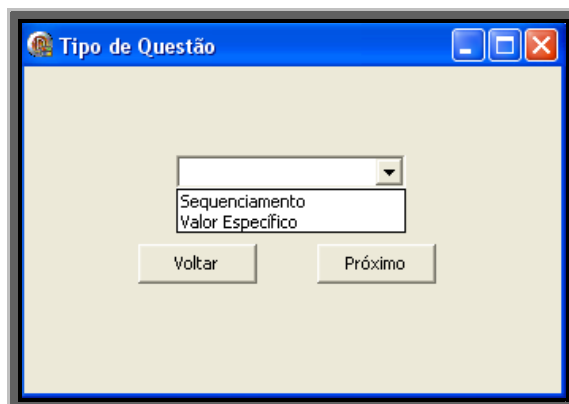 Tipo de Questão
Sequenciamento
Valor Específico
Voltar Próximo